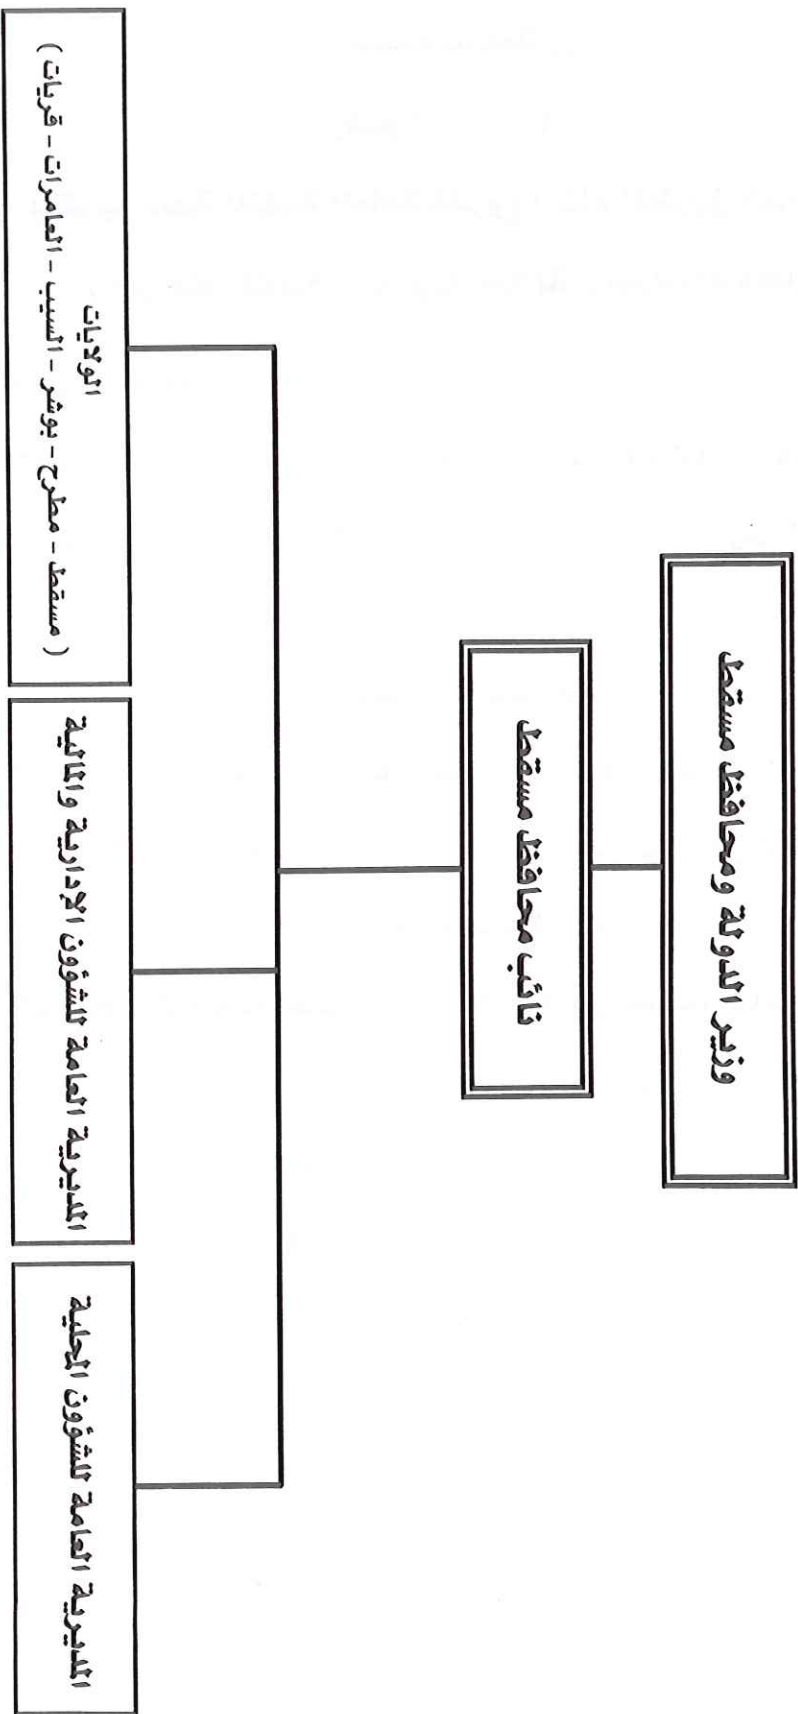 وزير الدولة ومحافظ مسقط
نائب محافظ مسقط
المديرية العامة للشؤون المحلية
المديرية العامة للشؤون الإدارية والمالية
الولايات
( مسقط - مطرح - بوشر - السيب - العامرات - قريات )